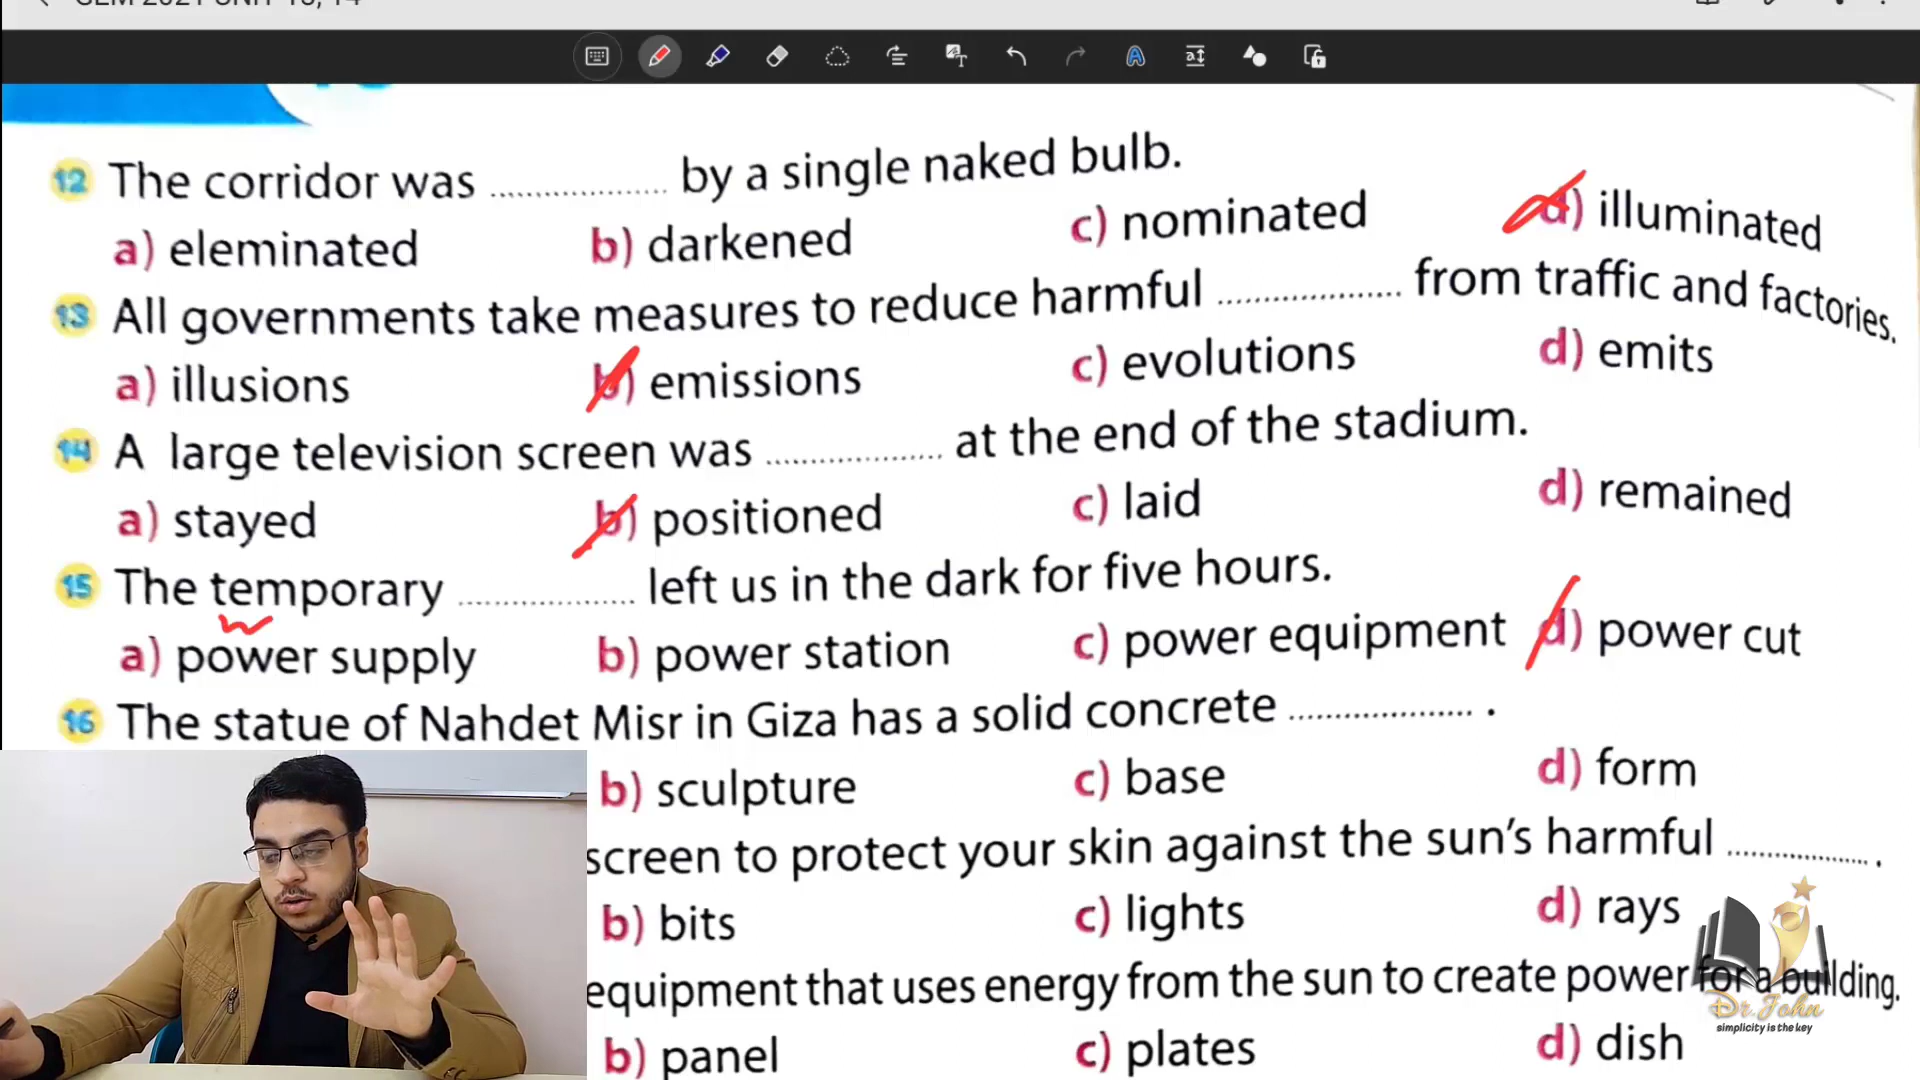 12 The corridor was .................... by a single naked bulb.
a) eleminated b) darkened c) nominated d) illuminated
13 All governments take measures to reduce harmful .................... from traffic and factories.
a) illusions b) emissions c) evolutions d) emits
14 A large television screen was .................... at the end of the stadium.
a) stayed b) positioned c) laid d) remained
15 The temporary .................... left us in the dark for five hours.
a) power supply b) power station c) power equipment d) power cut
16 The statue of Nahdet Misr in Giza has a solid concrete .................... .
b) sculpture c) base d) form
screen to protect your skin against the sun's harmful .................... .
b) bits c) lights d) rays
equipment that uses energy from the sun to create power for a building.
b) panel c) plates d) dish
Dr. John
simplicity is the key